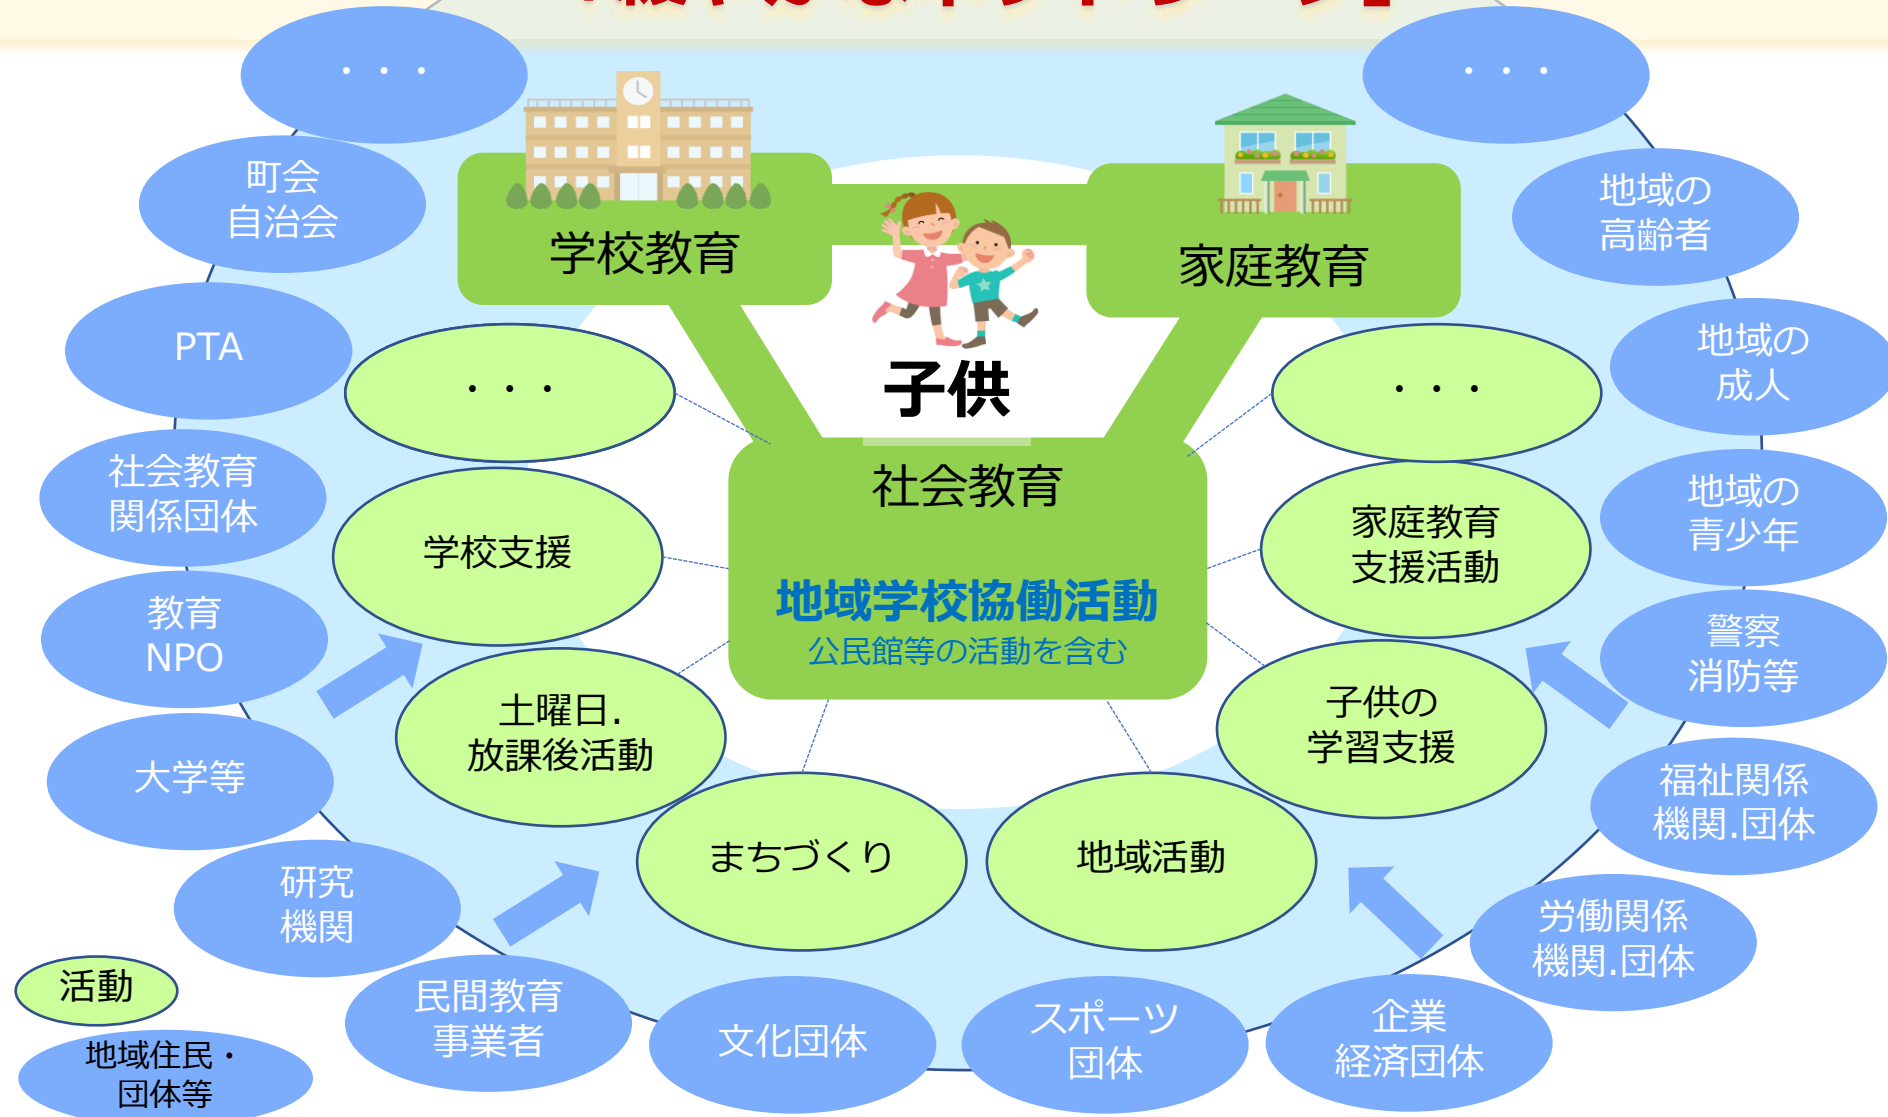 ・・・
・・・
町会
自治会
学校教育
家庭教育
地域の
高齢者
PTA
・・・
子供
・・・
地域の
成人
社会教育
関係団体
学校支援
社会教育
地域学校協働活動
公民館等の活動を含む
家庭教育
支援活動
地域の
青少年
教育
NPO
土曜日.
放課後活動
子供の
学習支援
警察
消防等
大学等
まちづくり
地域活動
福祉関係
機関.団体
研究
機関
労働関係
機関.団体
民間教育
事業者
文化団体
スポーツ
団体
企業
経済団体
活動
地域住民・
団体等